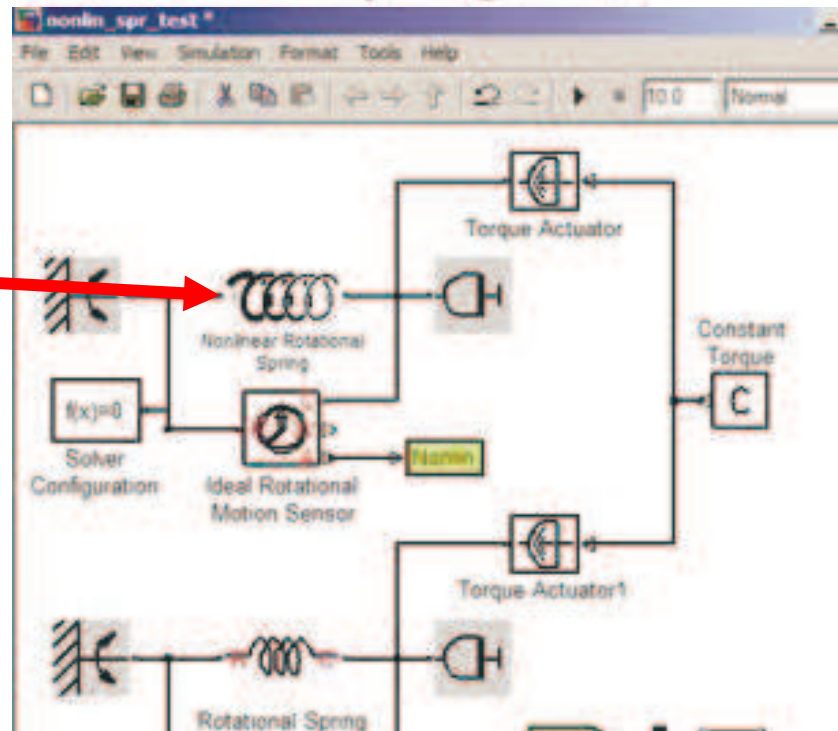 nonlin_spr_test *
File Edit View Simulation Format Tools Help
10.0 Normal
Torque Actuator
Nonlinear Rotational
Spring
Constant
Torque
C
f(x)=0
Solver
Configuration
Nonlin
Ideal Rotational
Motion Sensor
Torque Actuator1
Rotational Spring